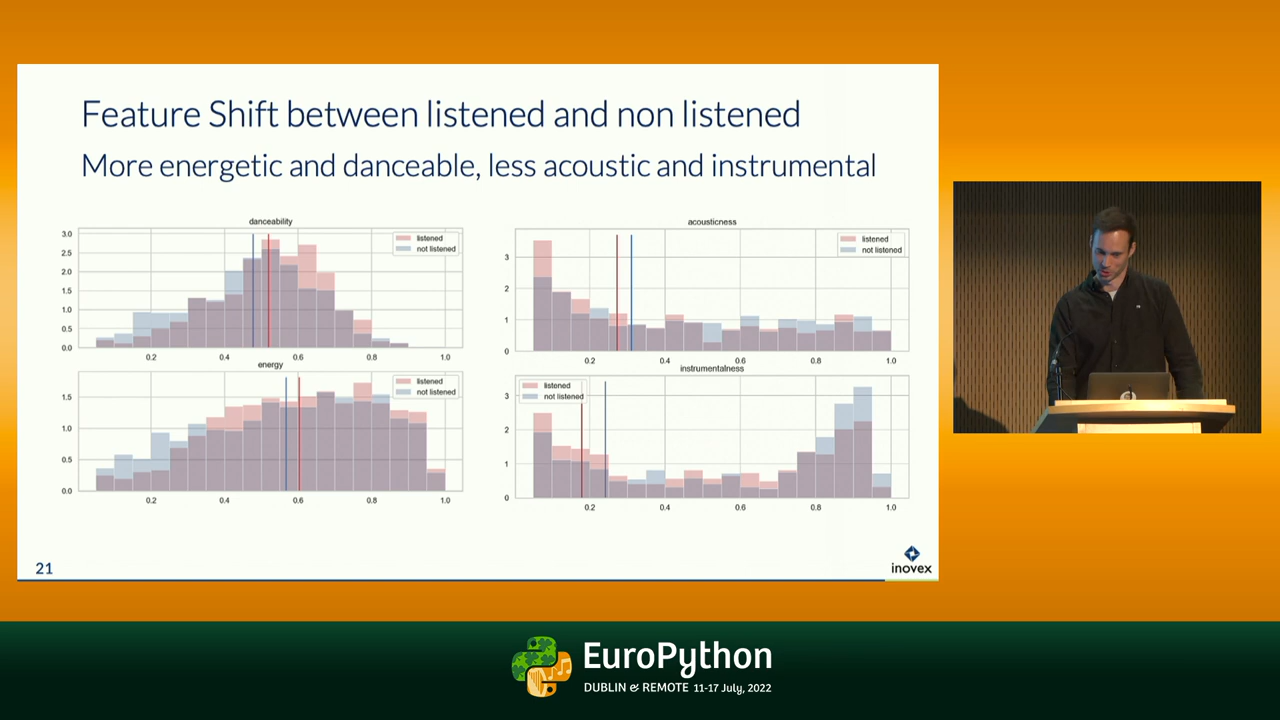 Feature Shift between listened and non listened
More energetic and danceable, less acoustic and instrumental
danceability
3.0
2.5
2.0
1.5
1.0
0.5
0.0
listened
not listened
0.2
0.4
0.6
0.8
1.0
acousticness
3
2
1
0
listened
not listened
0.2
0.4
0.6
0.8
1.0
energy
1.5
1.0
0.5
0.0
listened
not listened
0.2
0.4
0.6
0.8
1.0
instrumentalness
3
2
1
0
listened
not listened
0.2
0.4
0.6
0.8
1.0
21
inovex
EuroPython
DUBLIN & REMOTE 11-17 July, 2022